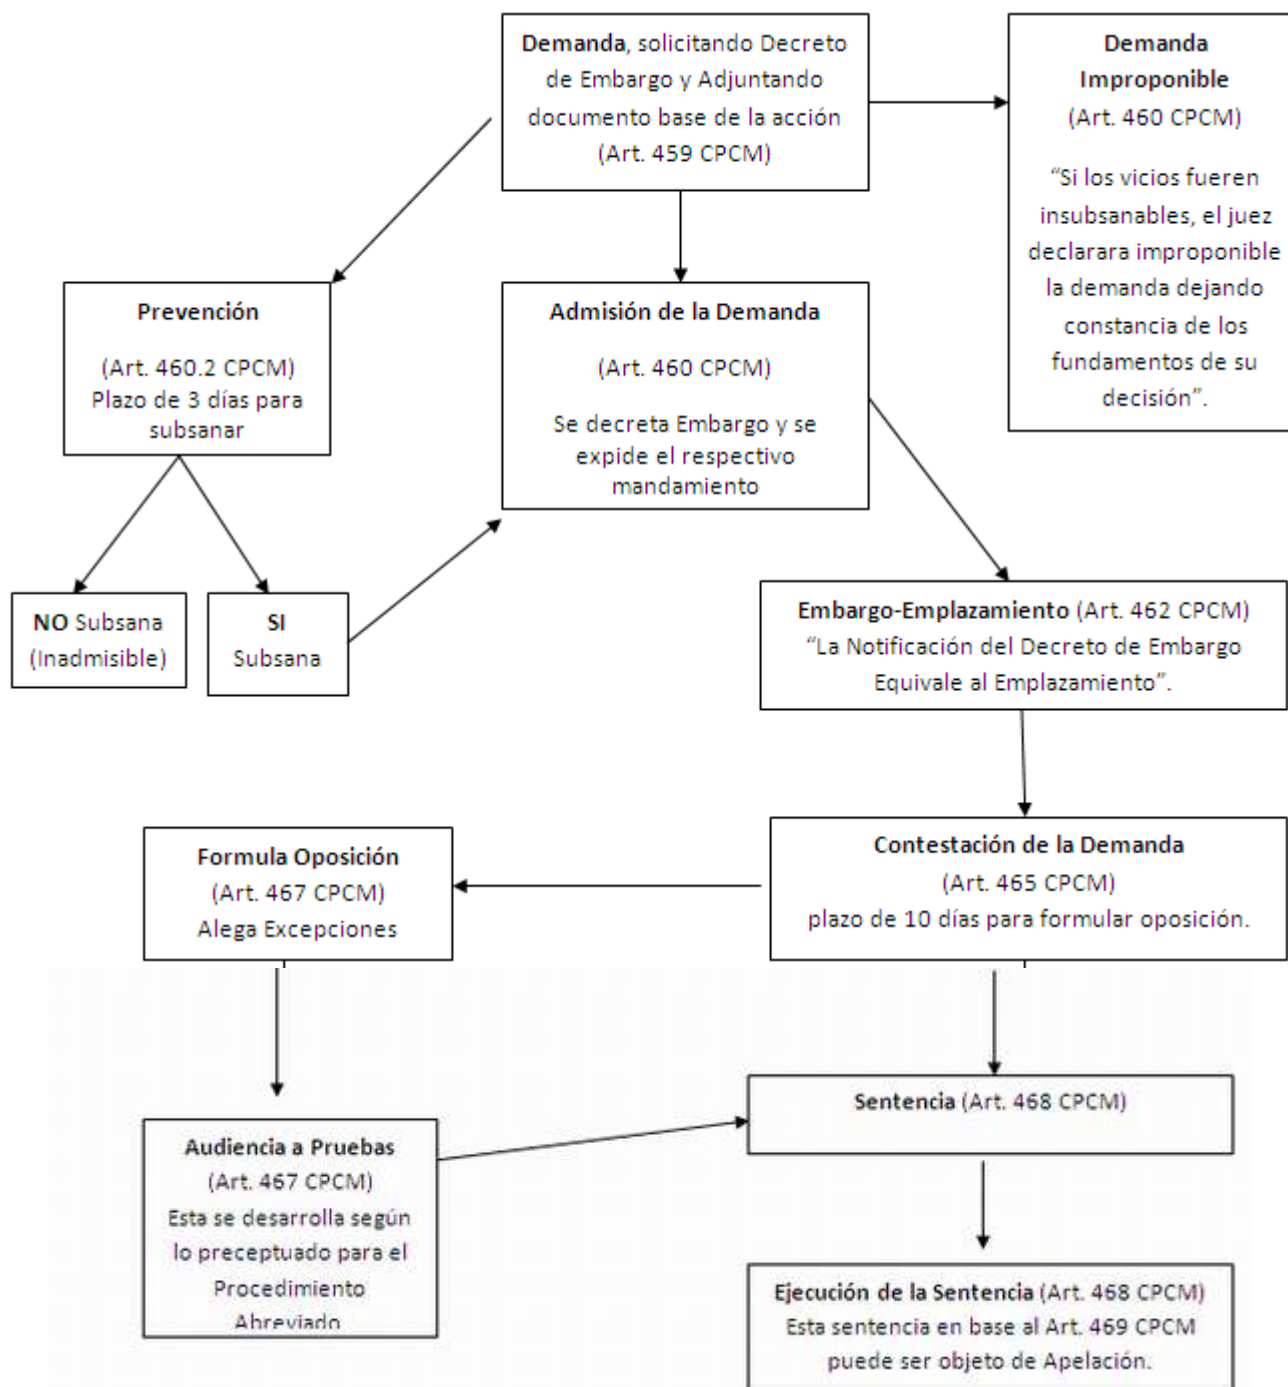 Demanda, solicitando Decreto
de Embargo y Adjuntando
documento base de la acción
(Art. 459 CPCM)
Demanda
Improponible
(Art. 460 CPCM)
“Si los vicios fueren
insubsanables, el juez
declarara improponible
la demanda dejando
constancia de los
fundamentos de su
decisión”.
Prevención
(Art. 460.2 CPCM)
Plazo de 3 días para
subsanar
Admisión de la Demanda
(Art. 460 CPCM)
Se decreta Embargo y se
expide el respectivo
mandamiento
NO Subsana
(Inadmisible)
SI
Subsana
Embargo-Emplazamiento (Art. 462 CPCM)
“La Notificación del Decreto de Embargo
Equivale al Emplazamiento”.
Contestación de la Demanda
(Art. 465 CPCM)
plazo de 10 días para formular oposición.
Formula Oposición
(Art. 467 CPCM)
Alega Excepciones
Audiencia a Pruebas
(Art. 467 CPCM)
Esta se desarrolla según
lo preceptuado para el
Procedimiento
Abreviado
Sentencia (Art. 468 CPCM)
Ejecución de la Sentencia (Art. 468 CPCM)
Esta sentencia en base al Art. 469 CPCM
puede ser objeto de Apelación.